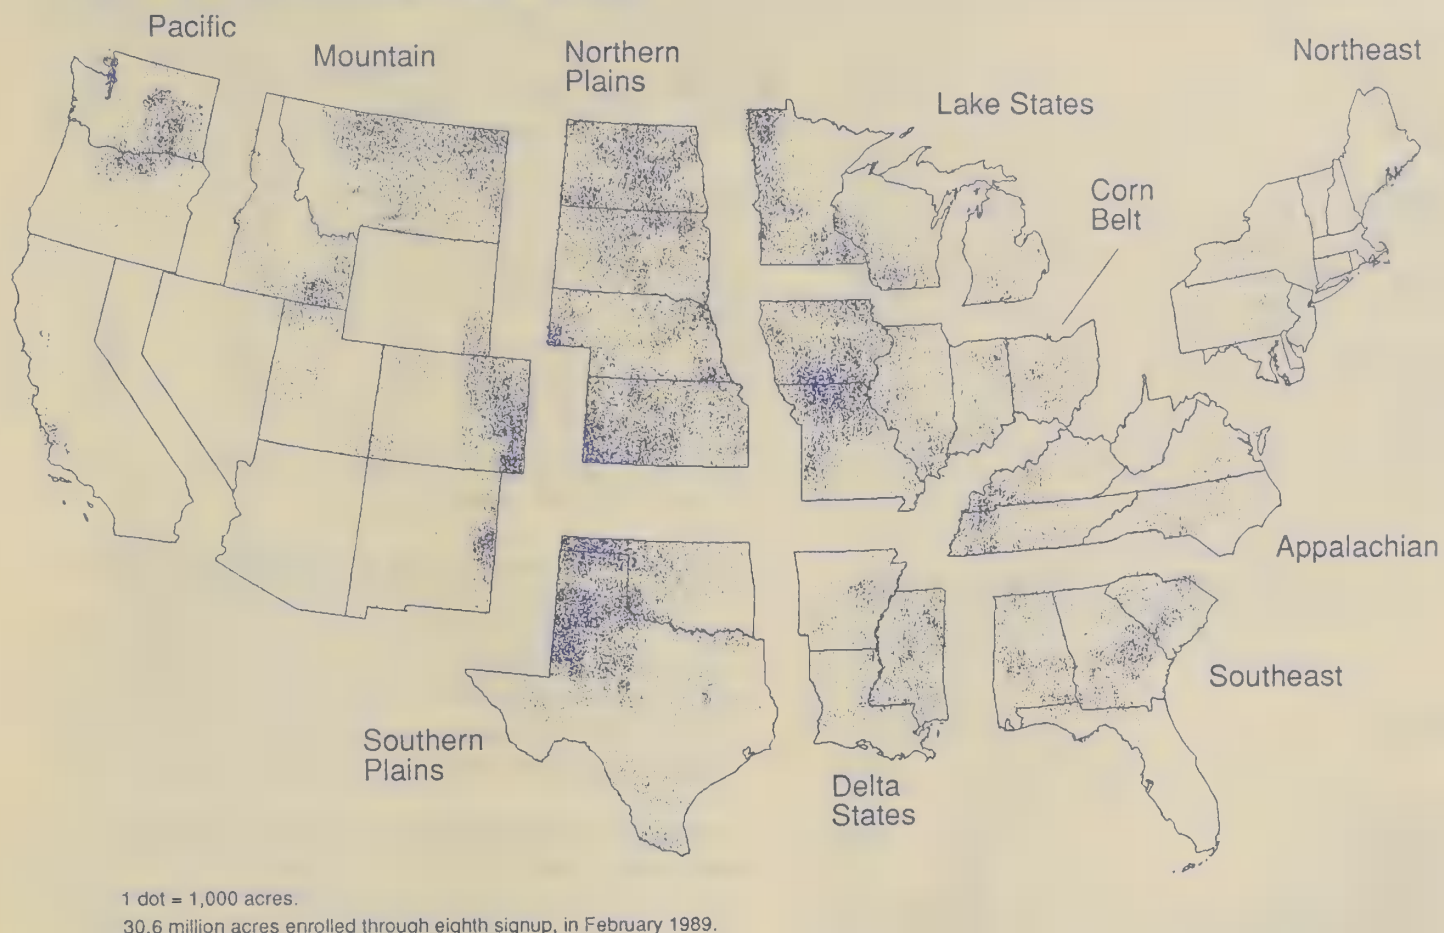 Pacific
Mountain
Northern
Plains
Lake States
Northeast
Corn
Belt
Appalachian
Southeast
Southern
Plains
Delta
States
1 dot = 1,000 acres.
30.6 million acres enrolled through eighth signup, in February 1989.